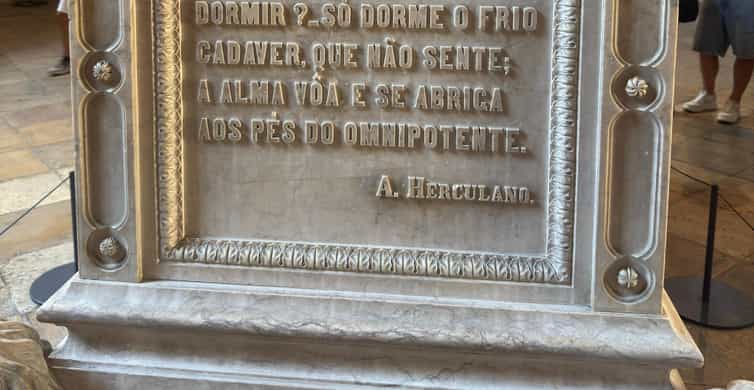 DORMIR ?_SÓ DORME O FRIO
CADAVER, QUE NÃO SENTE;
A ALMA VÔA E SE ABRIGA
AOS PÉS DO OMNIPOTENTE.
A. HERCULANO.